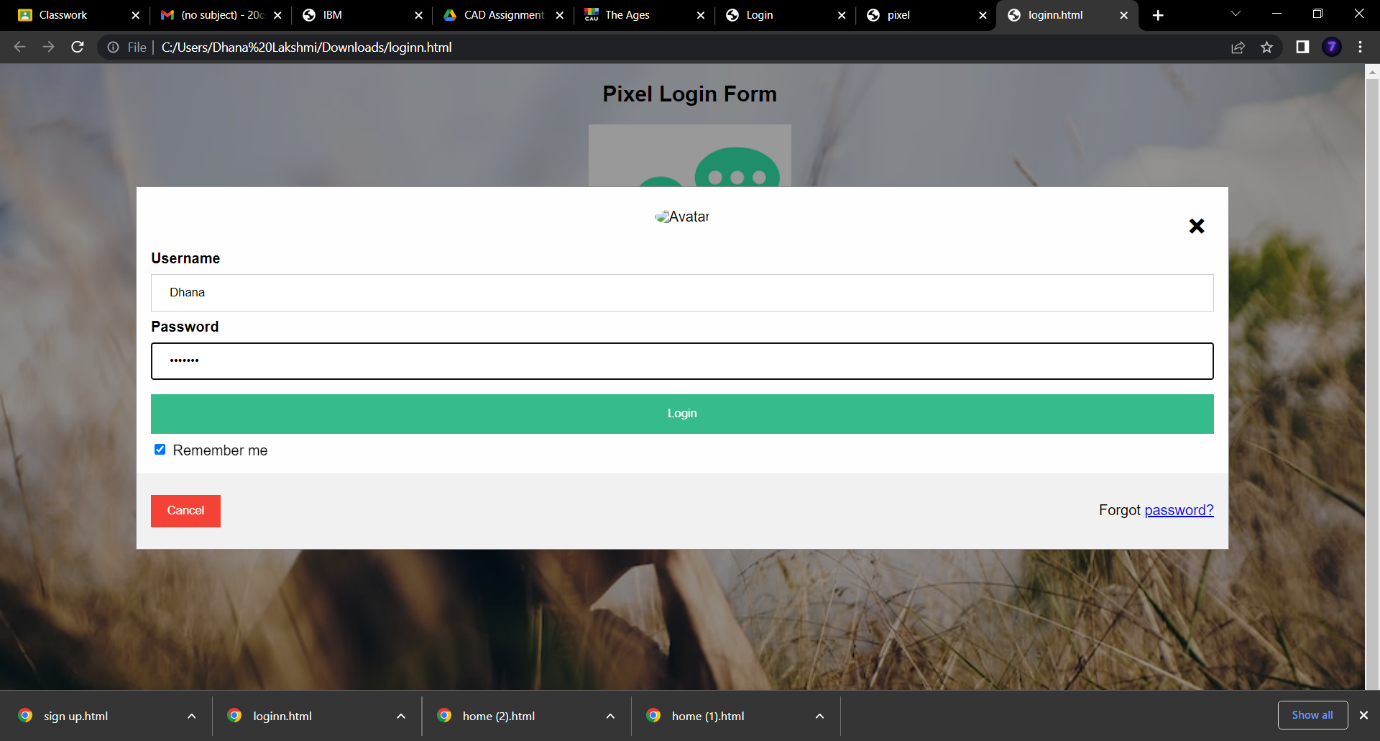 Classwork
(no subject) - 20c
IBM
CAD Assignment
CAU The Ages
Login
pixel
loginn.html
File | C:/Users/Dhana%20Lakshmi/Downloads/loginn.html
7
Pixel Login Form
Avatar
Username
Dhana
Password
•••••••
Login
Remember me
Cancel
Forgot password?
sign up.html
loginn.html
home (2).html
home (1).html
Show all